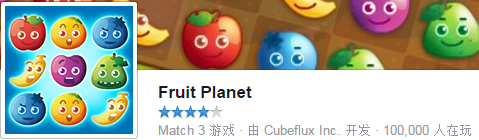 Fruit Planet
Match 3 游戏 · 由 Cubeflux Inc. 开发 · 100,000 人在玩